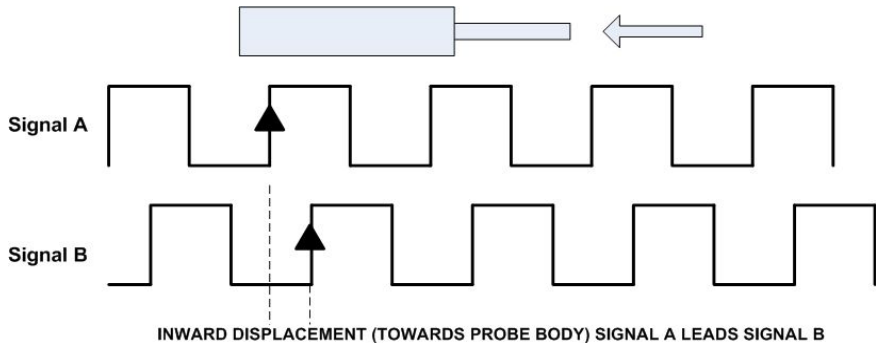 Signal A
Signal B
INWARD DISPLACEMENT (TOWARDS PROBE BODY) SIGNAL A LEADS SIGNAL B